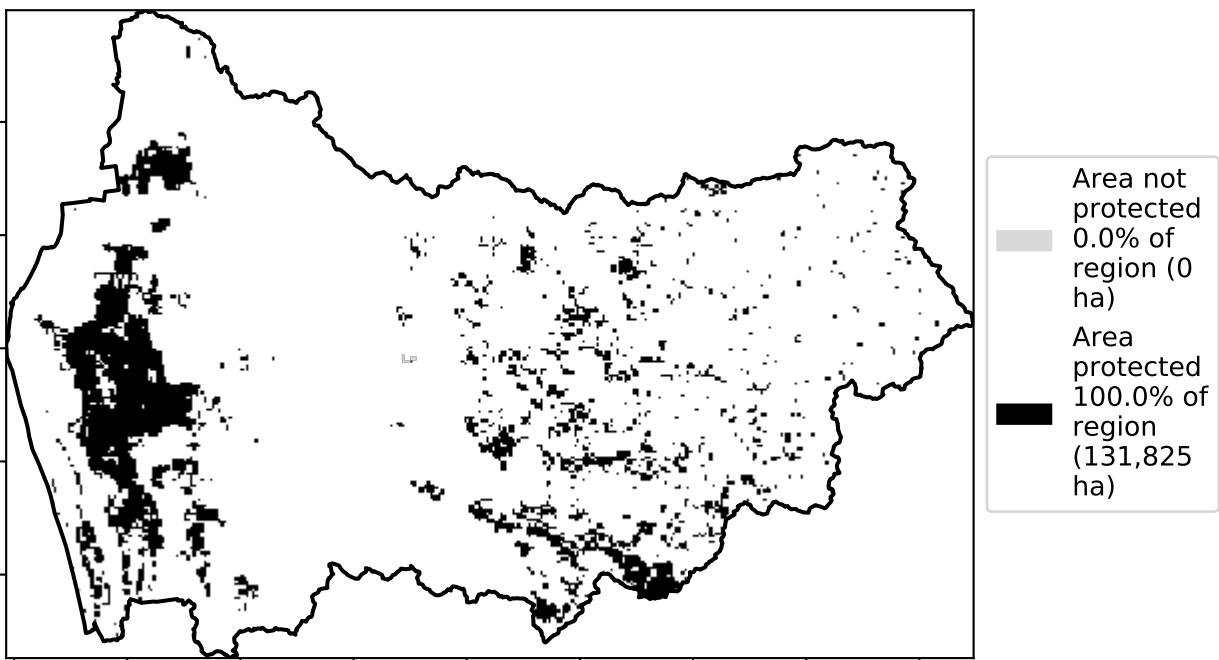 Area not
protected
0.0% of
region (0
ha)
Area
protected
100.0% of
region
(131,825
ha)